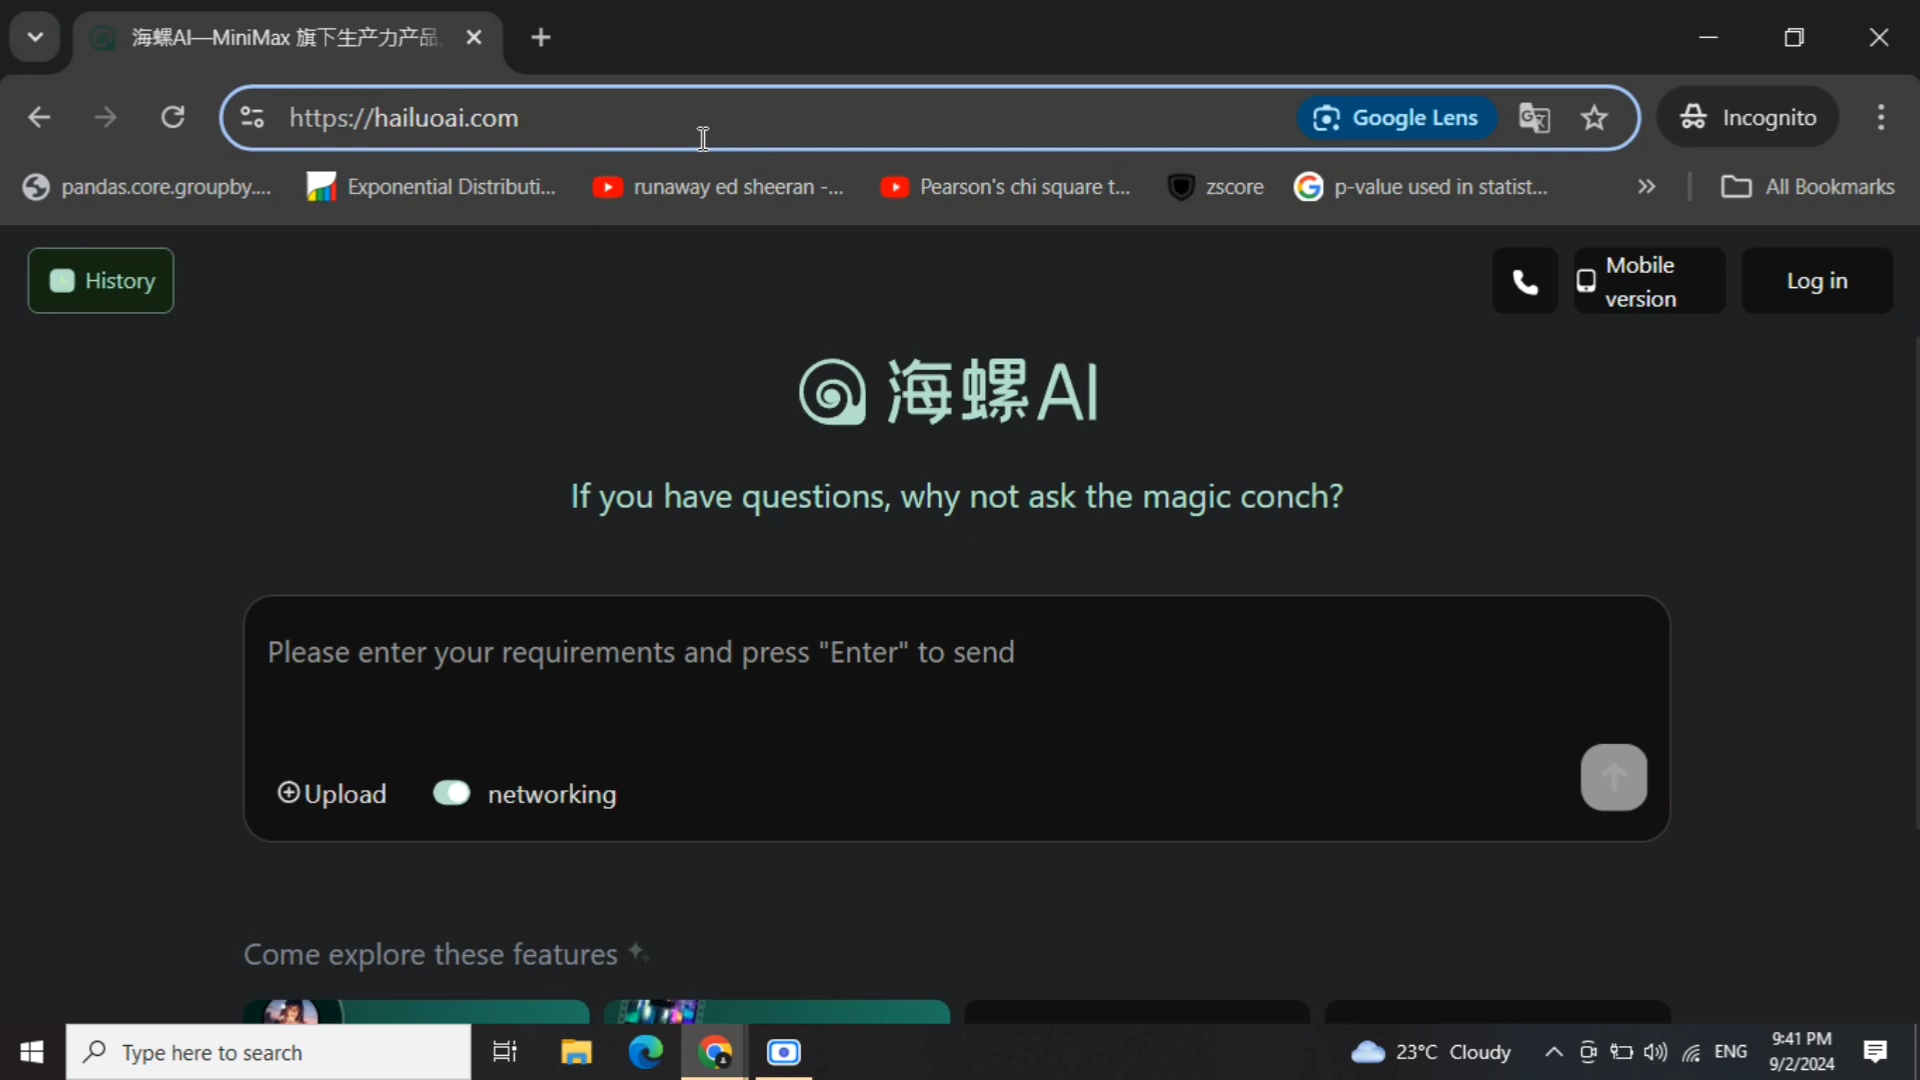 海螺AI—MiniMax 旗下生产力产品
https://hailuoai.com
Google Lens
Incognito
pandas.core.groupby....
Exponential Distributi...
runaway ed sheeran -...
Pearson's chi square t...
zscore
p-value used in statist...
All Bookmarks
History
Mobile
version
Log in
海螺AI
If you have questions, why not ask the magic conch?
Please enter your requirements and press "Enter" to send
Upload
networking
Come explore these features
Type here to search
23°C Cloudy
ENG
9:41 PM
9/2/2024